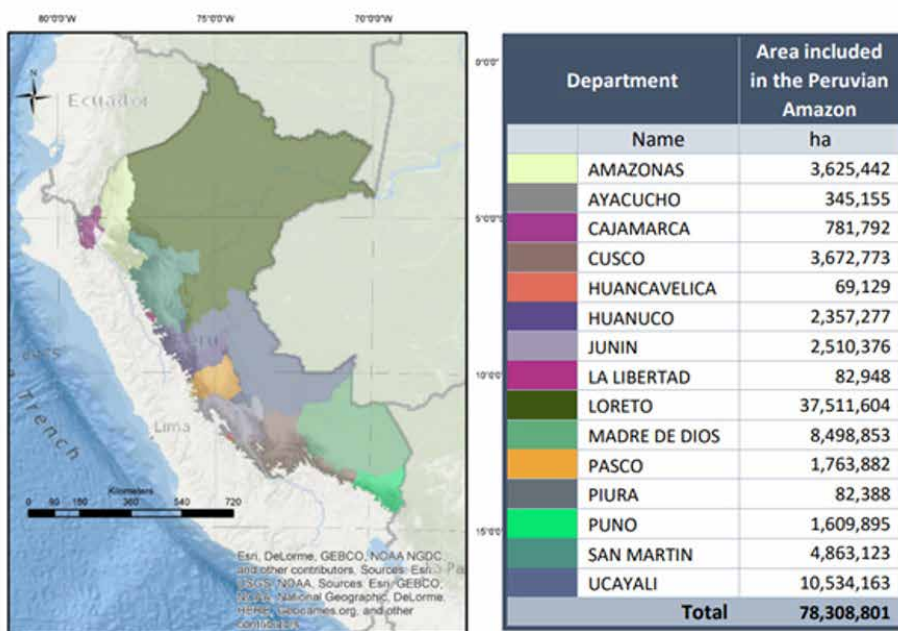 80°0'0"W 75°0'0"W 70°0'0"W
N
Ecuador
Lima
Trench
Kilometers
0 90 180 360 540 720
Esri, DeLorme, GEBCO, NOAA NGDC,
and other contributors, Sources: Esri,
USGS, NOAA, Sources: Esri, GEBCO,
NOAA, National Geographic, DeLorme,
HERE, Geonames.org, and other
contributors
0°0'0"
5°0'0"
10°0'0"
15°0'0"
Department Area included
in the Peruvian
Amazon
Name ha
AMAZONAS 3,625,442
AYACUCHO 345,155
CAJAMARCA 781,792
CUSCO 3,672,773
HUANCAVELICA 69,129
HUANUCO 2,357,277
JUNIN 2,510,376
LA LIBERTAD 82,948
LORETO 37,511,604
MADRE DE DIOS 8,498,853
PASCO 1,763,882
PIURA 82,388
PUNO 1,609,895
SAN MARTIN 4,863,123
UCAYALI 10,534,163
Total 78,308,801